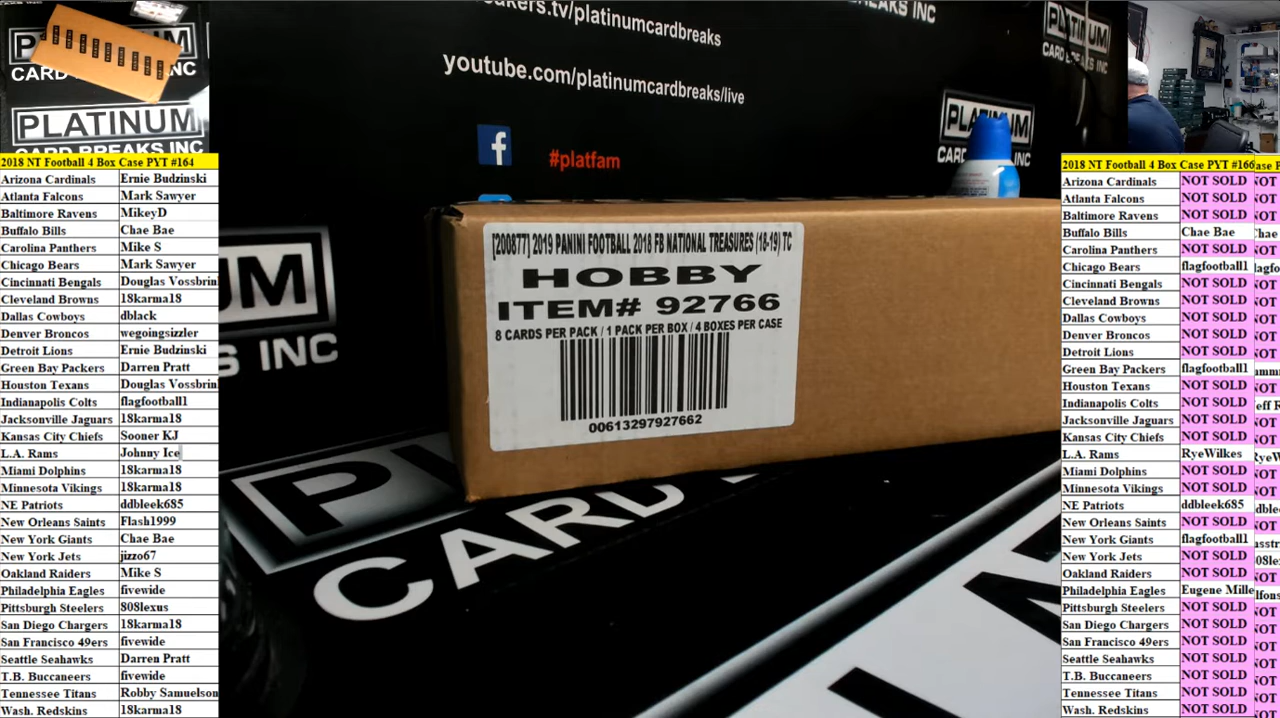 PLATINUM
CARD BREAKS INC
PLATINUM
CARD BREAKS INC
2018 NT Football 4 Box Case PYT #164
Arizona Cardinals Ernie Budzinski
Atlanta Falcons Mark Sawyer
Baltimore Ravens MikeyD
Buffalo Bills Chae Bae
Carolina Panthers Mike S
Chicago Bears Mark Sawyer
Cincinnati Bengals Douglas Vossbrin
Cleveland Browns 18karma18
Dallas Cowboys dblack
Denver Broncos wegoingsizzler
Detroit Lions Ernie Budzinski
Green Bay Packers Darren Pratt
Houston Texans Douglas Vossbrin
Indianapolis Colts flagfootball1
Jacksonville Jaguars 18karma18
Kansas City Chiefs Sooner KJ
L.A. Rams Johnny Ice
Miami Dolphins 18karma18
Minnesota Vikings 18karma18
NE Patriots ddbleek685
New Orleans Saints Flash1999
New York Giants Chae Bae
New York Jets jizzo67
Oakland Raiders Mike S
Philadelphia Eagles fivewide
Pittsburgh Steelers 808lexus
San Diego Chargers 18karma18
San Francisco 49ers fivewide
Seattle Seahawks Darren Pratt
T.B. Buccaneers fivewide
Tennessee Titans Robby Samuelson
Wash. Redskins 18karma18
akers.tv/platinumcardbreaks
youtube.com/platinumcardbreaks/live
#platfam
BREAKS INC
PLATINUM
CARD BREAKS INC
PLATINUM
CARD BREAKS INC
UM
S INC
[200877] 2019 PANINI FOOTBALL 2018 FB NATIONAL TREASURES (18-19) TC
HOBBY
ITEM# 92766
8 CARDS PER PACK / 1 PACK PER BOX / 4 BOXES PER CASE
00613297927662
PL
CARD
2018 NT Football 4 Box Case PYT #166
Arizona Cardinals NOT SOLD
Atlanta Falcons NOT SOLD
Baltimore Ravens NOT SOLD
Buffalo Bills Chae Bae
Carolina Panthers NOT SOLD
Chicago Bears flagfootball1
Cincinnati Bengals NOT SOLD
Cleveland Browns NOT SOLD
Dallas Cowboys NOT SOLD
Denver Broncos NOT SOLD
Detroit Lions NOT SOLD
Green Bay Packers flagfootball1
Houston Texans NOT SOLD
Indianapolis Colts NOT SOLD
Jacksonville Jaguars NOT SOLD
Kansas City Chiefs NOT SOLD
L.A. Rams RyeWilkes
Miami Dolphins NOT SOLD
Minnesota Vikings NOT SOLD
NE Patriots ddbleek685
New Orleans Saints NOT SOLD
New York Giants flagfootball1
New York Jets NOT SOLD
Oakland Raiders NOT SOLD
Philadelphia Eagles Eugene Mille
Pittsburgh Steelers NOT SOLD
San Diego Chargers NOT SOLD
San Francisco 49ers NOT SOLD
Seattle Seahawks NOT SOLD
T.B. Buccaneers NOT SOLD
Tennessee Titans NOT SOLD
Wash. Redskins NOT SOLD